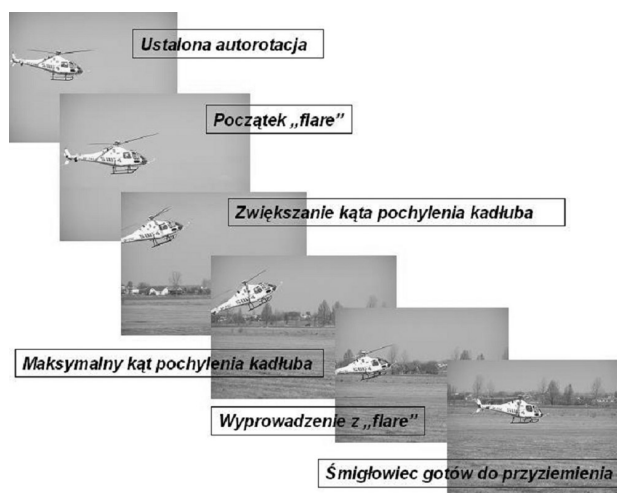 Ustalona autorotacja
Początek „flare”
Zwiększanie kąta pochylenia kadłuba
Maksymalny kąt pochylenia kadłuba
Wyprowadzenie z „flare”
Śmigłowiec gotów do przyziemienia